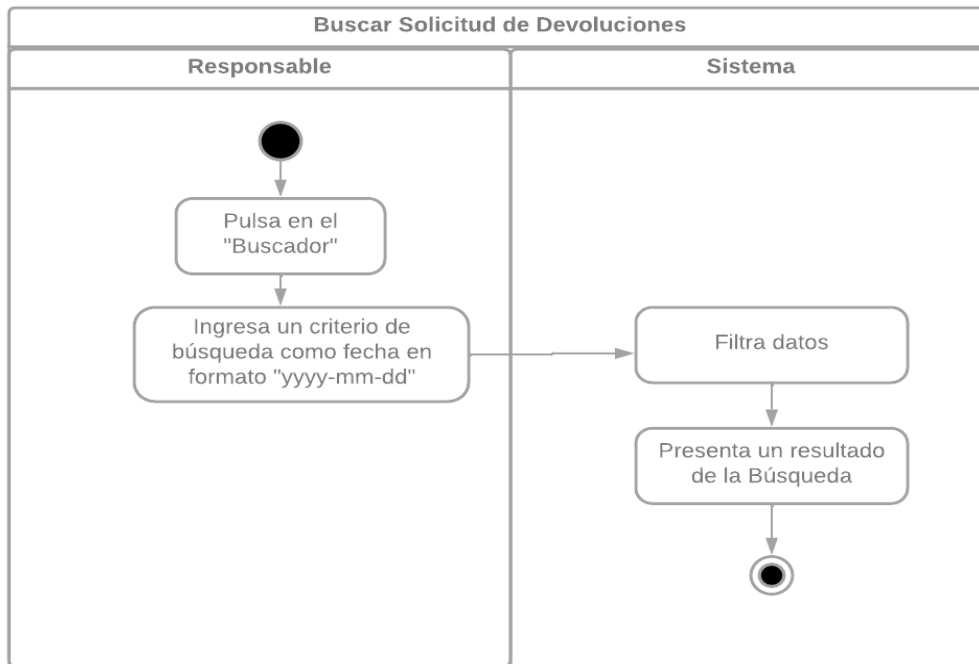 Buscar Solicitud de Devoluciones
Responsable
Sistema
Pulsa en el
"Buscador"
Ingresa un criterio de
búsqueda como fecha en
formato "yyyy-mm-dd"
Filtra datos
Presenta un resultado
de la Búsqueda